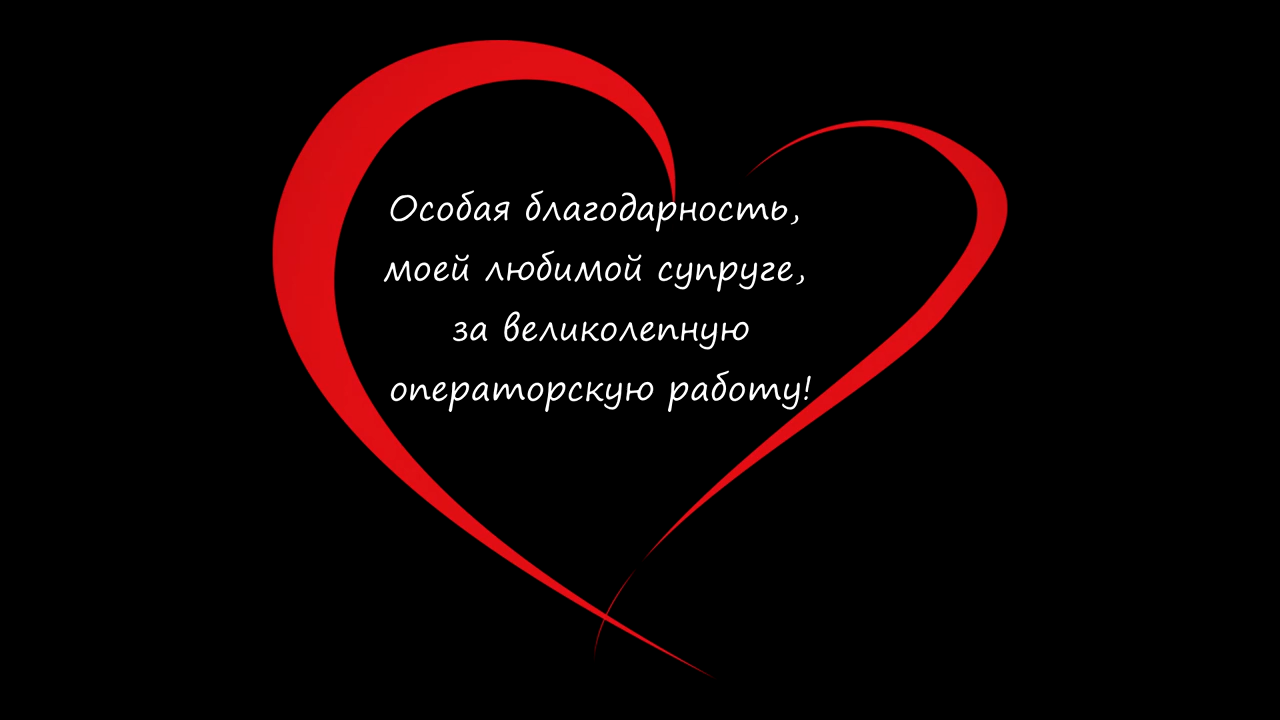 Особая благодарность,
моей любимой супруге,
за великолепную
операторскую работу!